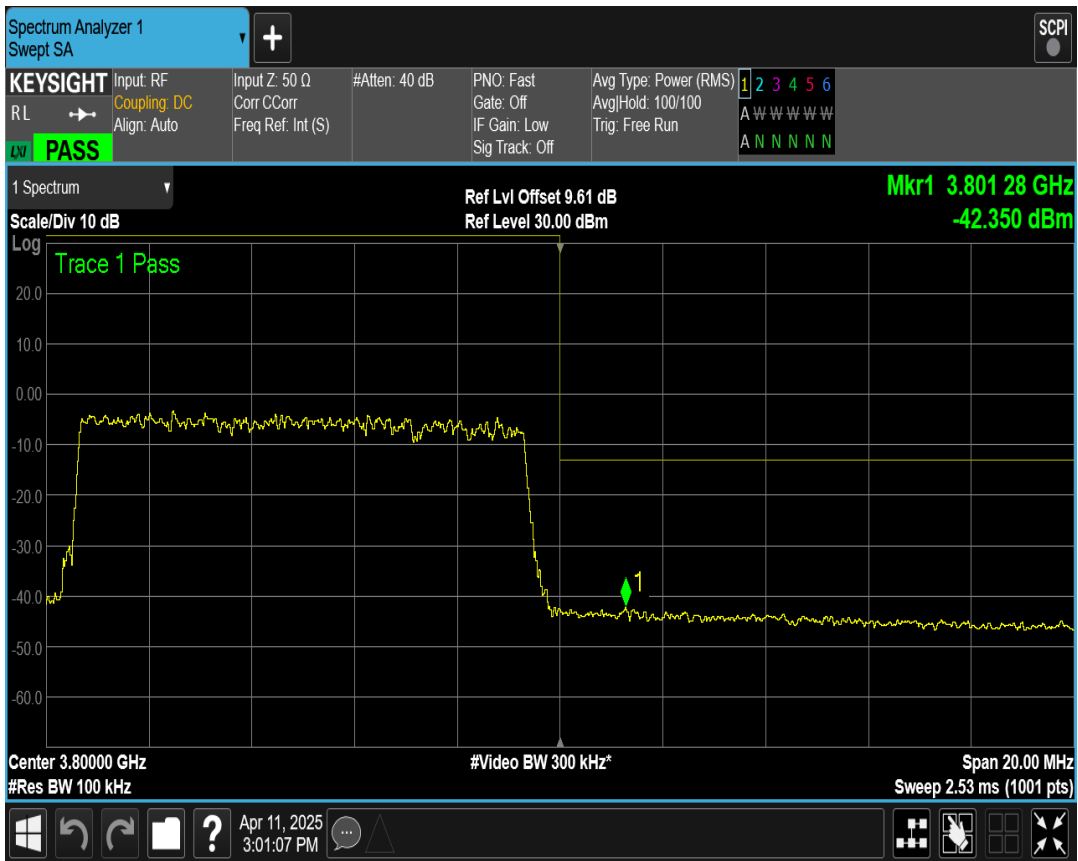 Spectrum Analyzer 1
Swept SA
+
SCPI
KEYSIGHT
RL
LXI PASS
Input: RF
Coupling: DC
Align: Auto
Input Z: 50 Ω
Corr CCorr
Freq Ref: Int (S)
#Atten: 40 dB
PNO: Fast
Gate: Off
IF Gain: Low
Sig Track: Off
Avg Type: Power (RMS)
Avg|Hold: 100/100
Trig: Free Run
1 2 3 4 5 6
A W W W W W
A N N N N N
1 Spectrum
Scale/Div 10 dB
Ref Lvl Offset 9.61 dB
Ref Level 30.00 dBm
Mkr1 3.801 28 GHz
-42.350 dBm
Log
Trace 1 Pass
20.0
10.0
0.00
-10.0
-20.0
-30.0
-40.0
-50.0
-60.0
1
Center 3.80000 GHz
#Res BW 100 kHz
#Video BW 300 kHz*
Span 20.00 MHz
Sweep 2.53 ms (1001 pts)
?
Apr 11, 2025
3:01:07 PM